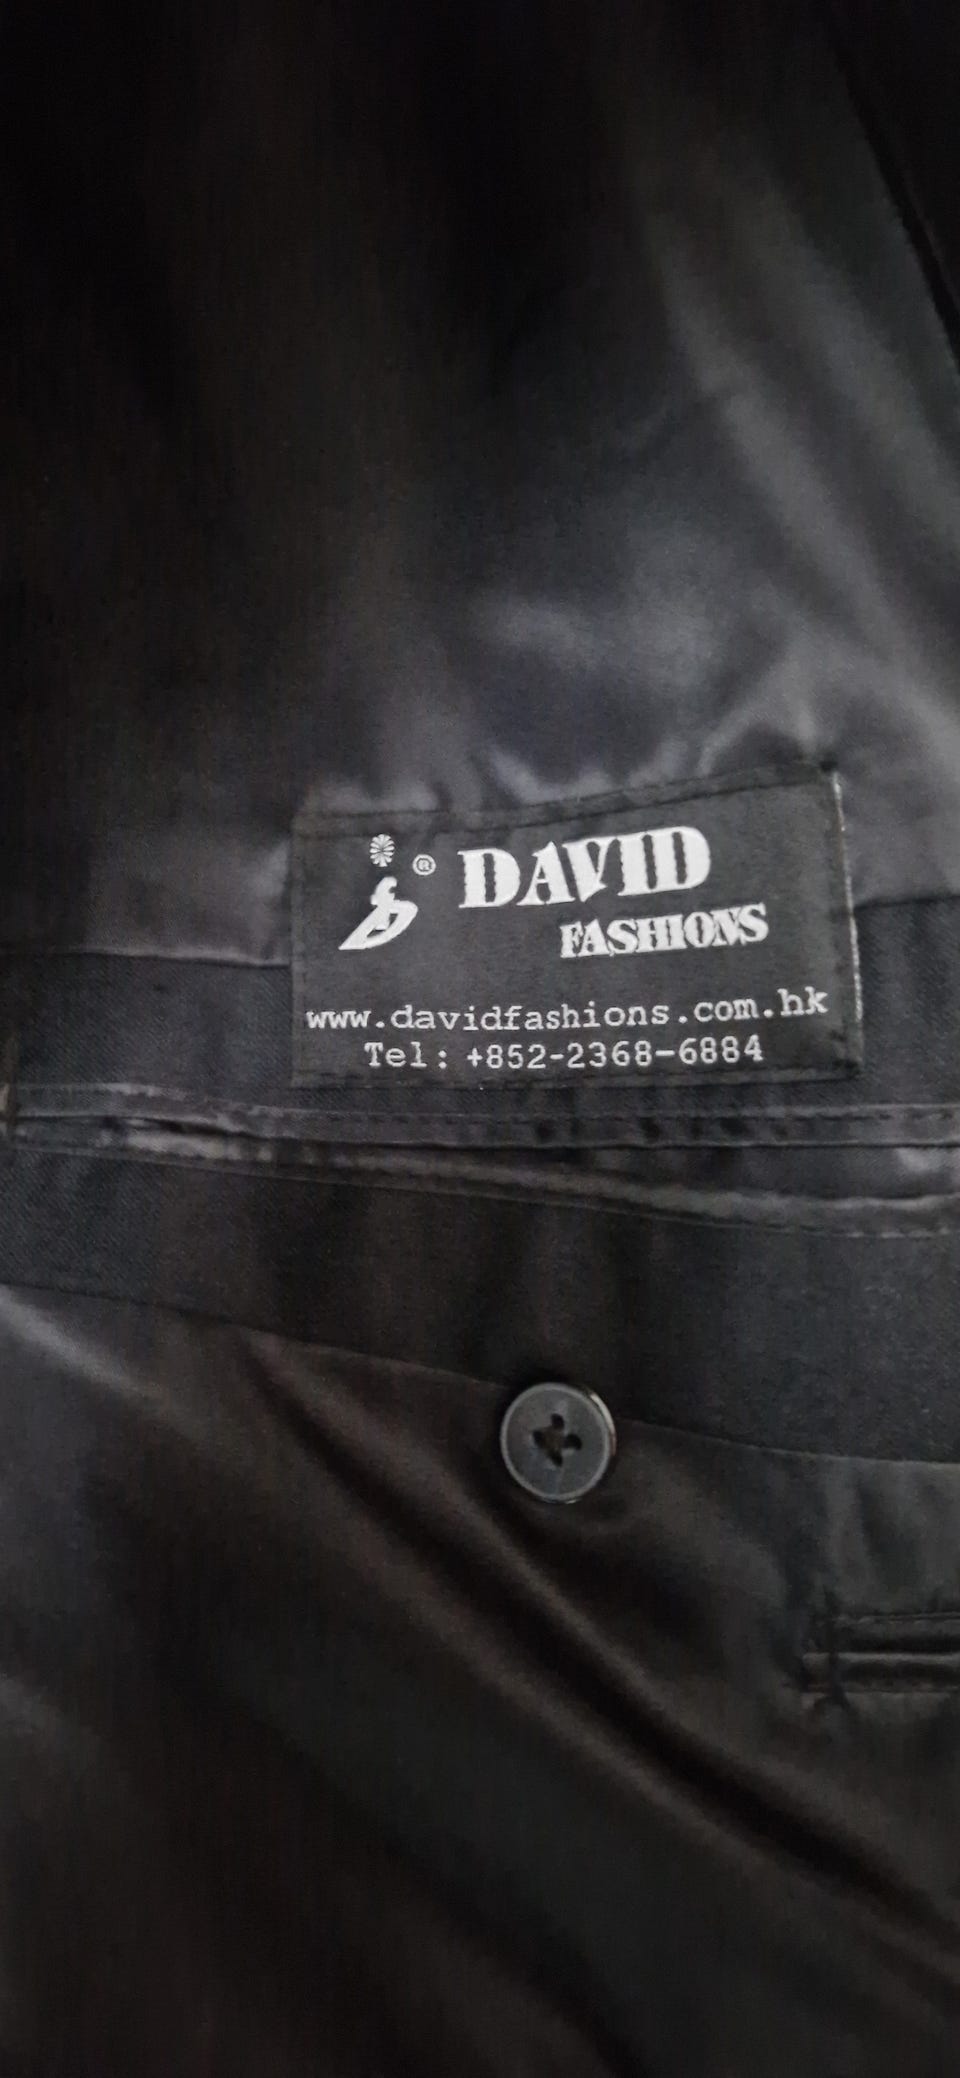 ®
DAVID
FASHIONS
www.davidfashions.com.hk
Tel: +852-2368-6884